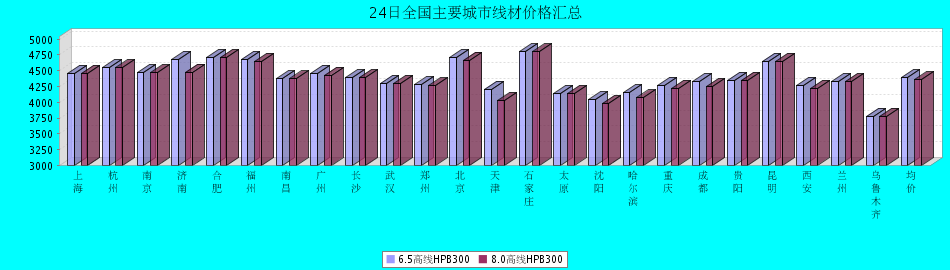 24日全国主要城市线材价格汇总
5000
4750
4500
4250
4000
3750
3500
3250
3000
上海
杭州
南京
济南
合肥
福州
南昌
广州
长沙
武汉
郑州
北京
天津
石家庄
太原
沈阳
哈尔滨
重庆
成都
贵阳
昆明
西安
兰州
乌鲁木齐
均价
6.5高线HPB300
8.0高线HPB300